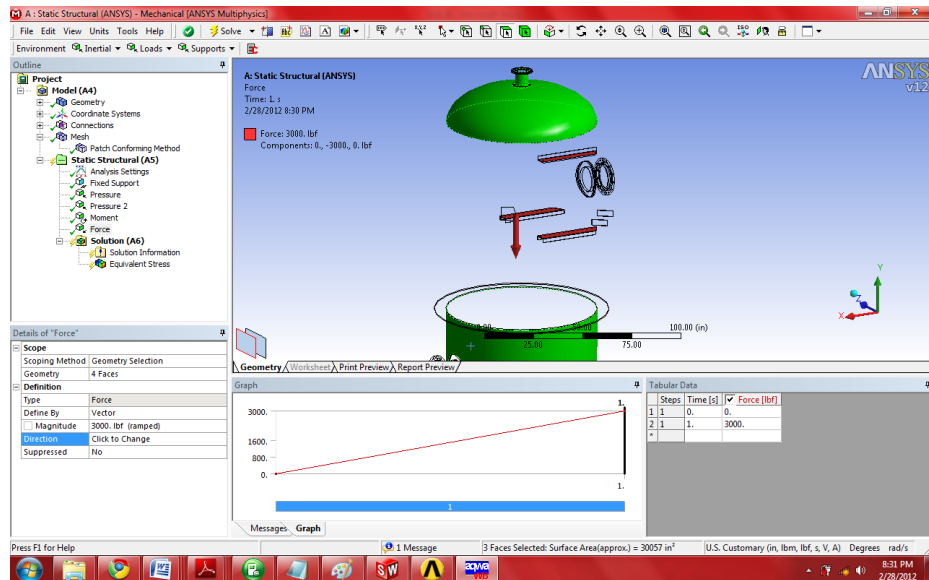 A : Static Structural (ANSYS) - Mechanical [ANSYS Multiphysics]
File Edit View Units Tools Help Solve
Environment Inertial Loads Supports
Outline
Project
Model (A4)
Geometry
Coordinate Systems
Connections
Mesh
Patch Conforming Method
Static Structural (A5)
Analysis Settings
Fixed Support
Pressure
Pressure 2
Moment
Force
Solution (A6)
Solution Information
Equivalent Stress
A: Static Structural (ANSYS)
Force
Time: 1. s
2/28/2012 8:30 PM
Force: 3000. lbf
Components: 0., -3000., 0. lbf
ANSYS
v12
Y
Z
X
0.00 50.00 100.00 (in)
25.00 75.00
Geometry Worksheet Print Preview Report Preview
Details of "Force"
Scope
Scoping Method Geometry Selection
Geometry 4 Faces
Definition
Type Force
Define By Vector
Magnitude 3000. lbf (ramped)
Direction Click to Change
Suppressed No
Graph
1.
3000.
1600.
800.
0.
1.
1
Messages Graph
Tabular Data
Steps Time [s] Force [lbf]
1 1 0. 0.
2 1 1. 3000.
*
Press F1 for Help 1 Message 3 Faces Selected: Surface Area(approx.) = 30057 in² U.S. Customary (in, lbm, lbf, s, V, A) Degrees rad/s
SW
aqwa
WB
8:31 PM
2/28/2012